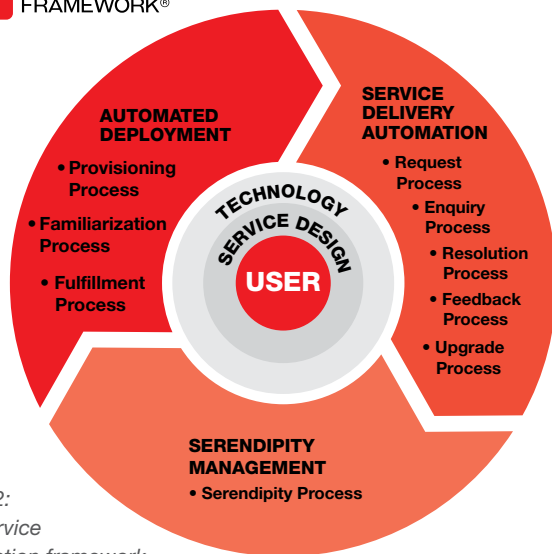 FRAMEWORK®
AUTOMATED
DEPLOYMENT
• Provisioning
Process
• Familiarization
Process
• Fulfillment
Process
SERVICE
DELIVERY
AUTOMATION
• Request
Process
• Enquiry
Process
• Resolution
Process
• Feedback
Process
• Upgrade
Process
TECHNOLOGY
SERVICE DESIGN
USER
SERENDIPITY
MANAGEMENT
• Serendipity Process
2:
framework